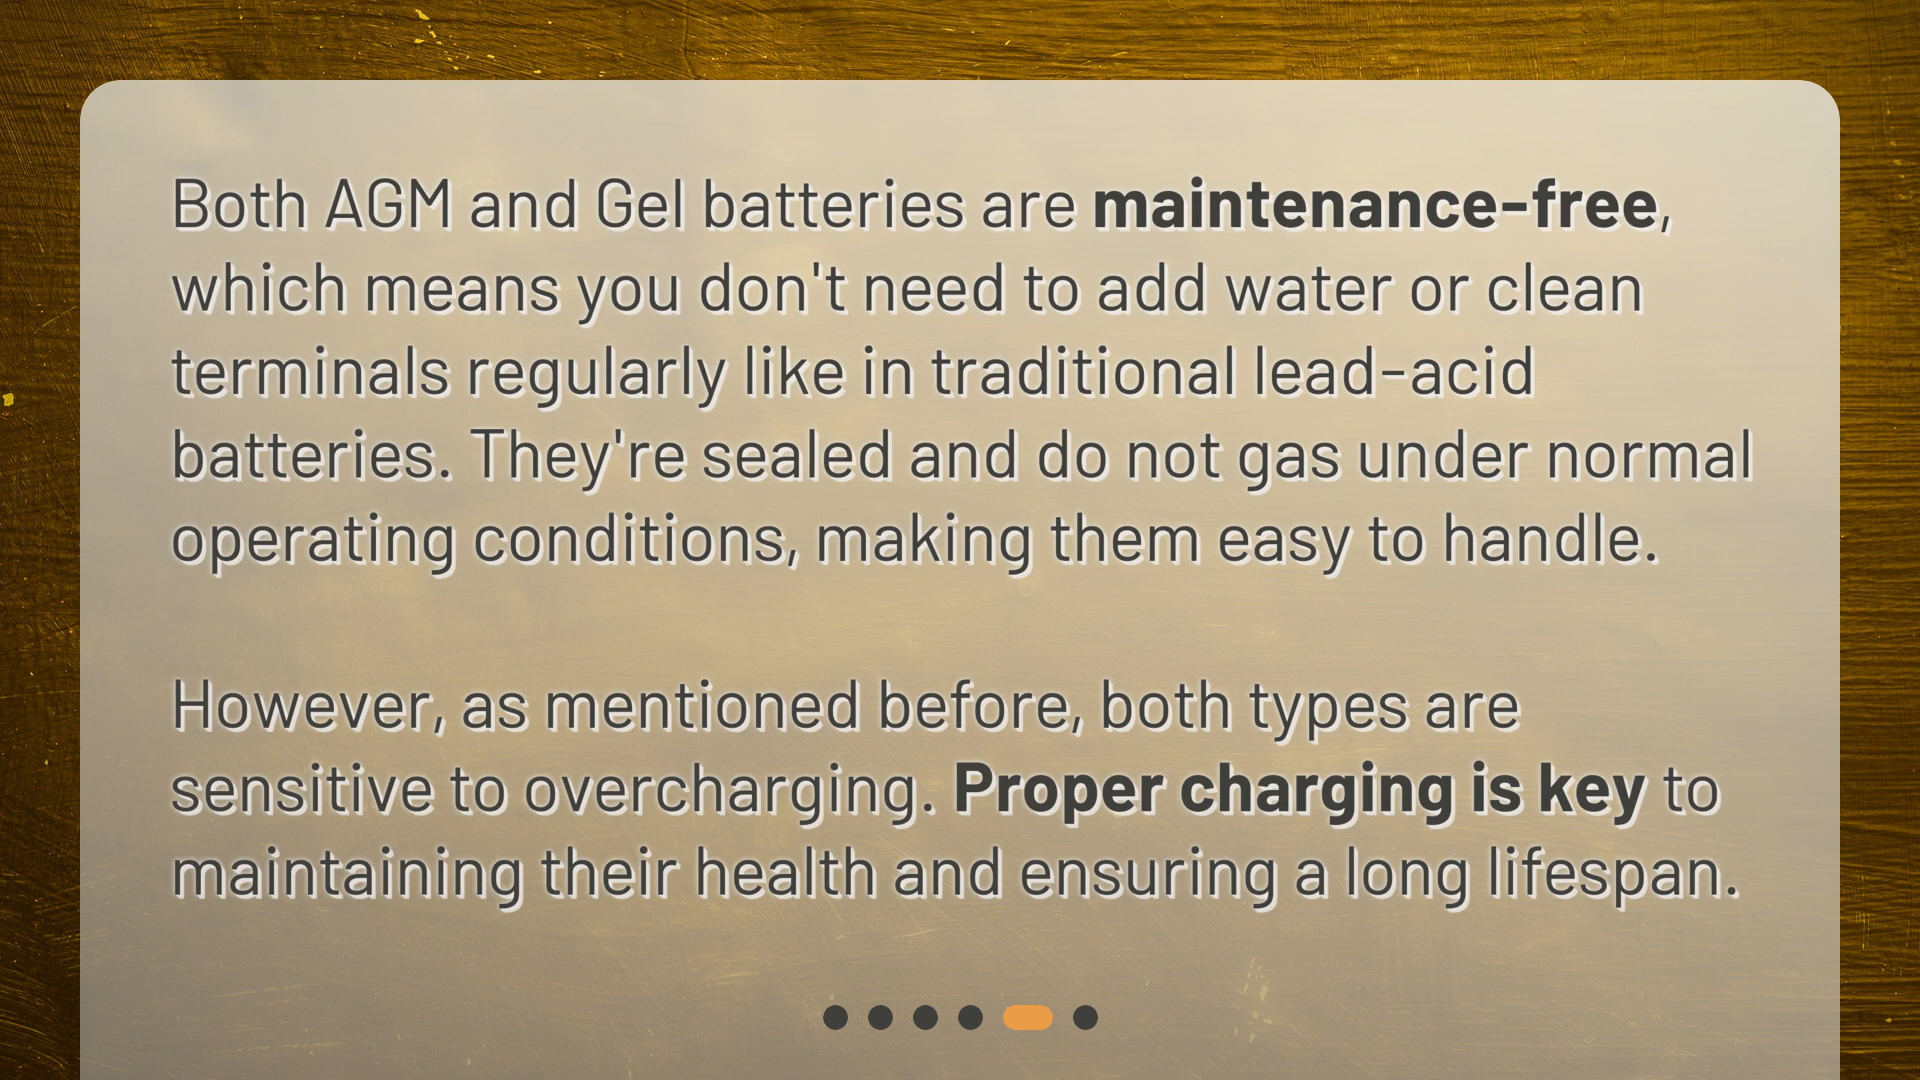 Both AGM and Gel batteries are maintenance-free,
which means you don't need to add water or clean
terminals regularly like in traditional lead-acid
batteries. They're sealed and do not gas under normal
operating conditions, making them easy to handle.
However, as mentioned before, both types are
sensitive to overcharging. Proper charging is key to
maintaining their health and ensuring a long lifespan.